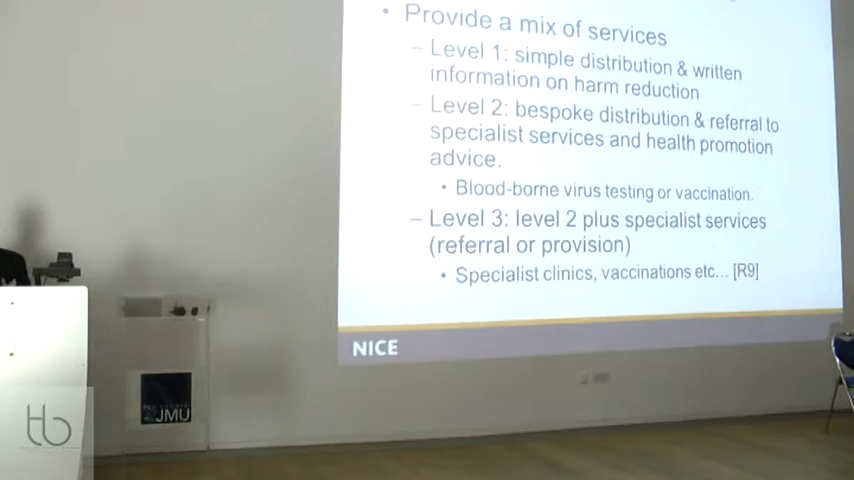 • Provide a mix of services
– Level 1: simple distribution & written
information on harm reduction
– Level 2: bespoke distribution & referral to
specialist services and health promotion
advice.
• Blood-borne virus testing or vaccination.
– Level 3: level 2 plus specialist services
(referral or provision)
• Specialist clinics, vaccinations etc... [R9]
NICE
JMU
tb